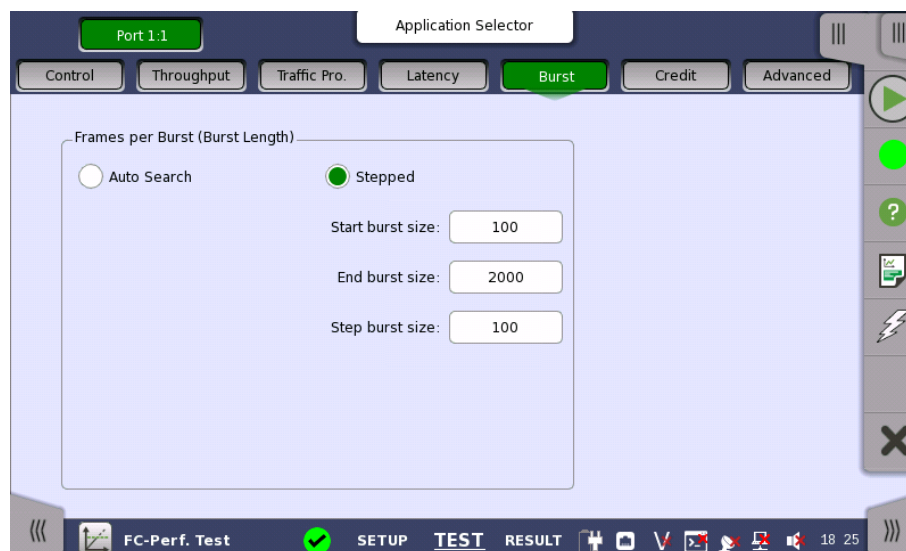 Port 1:1
Application Selector
Control Throughput Traffic Pro. Latency Burst Credit Advanced
Frames per Burst (Burst Length)
Auto Search Stepped
Start burst size: 100
End burst size: 2000
Step burst size: 100
FC-Perf. Test SETUP TEST RESULT 18 25